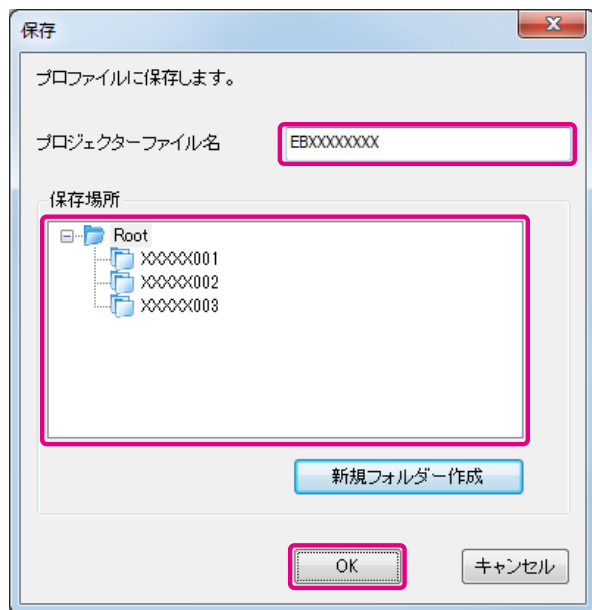 保存
プロファイルに保存します。
プロジェクターファイル名
EBXXXXXXXX
保存場所
Root
XXXXX001
XXXXX002
XXXXX003
新規フォルダー作成
OK キャンセル